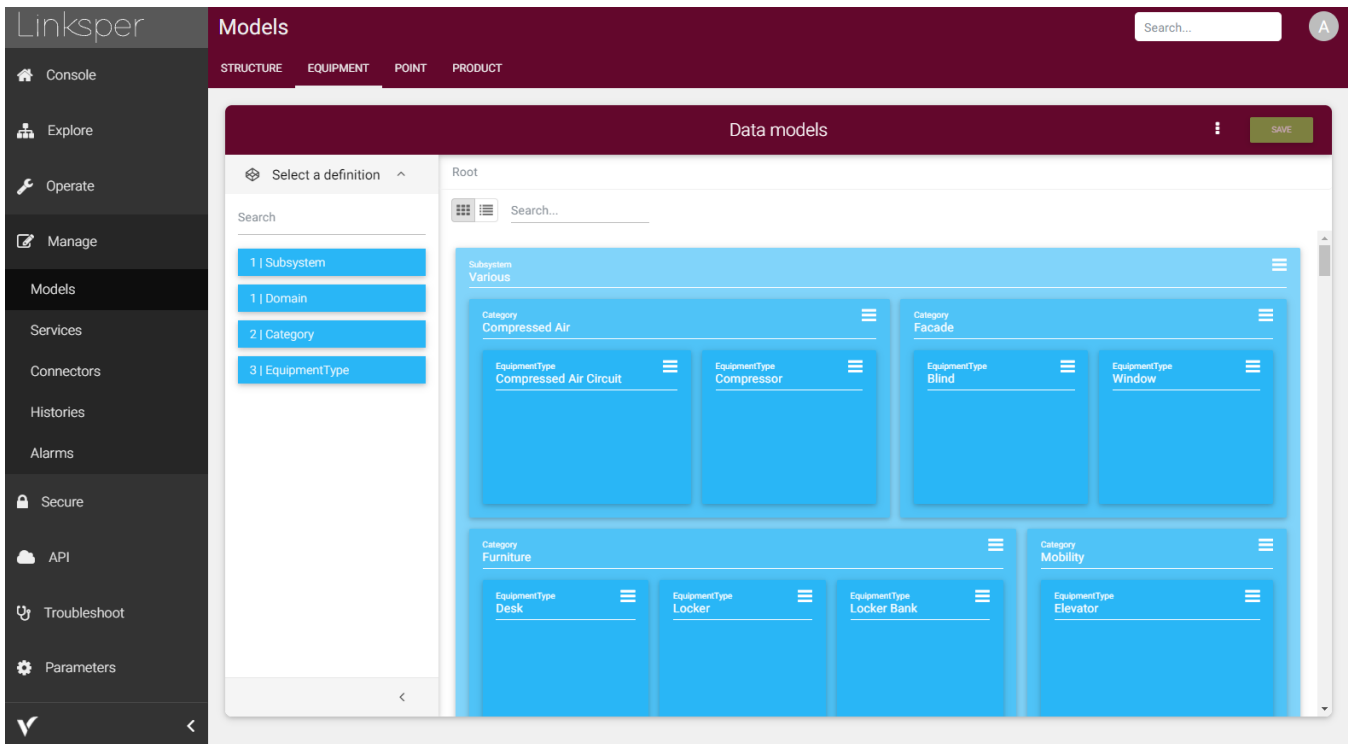 Linksper
Models
Search...
A
Console
STRUCTURE EQUIPMENT POINT PRODUCT
Explore
Data models
SAVE
Operate
Select a definition
Root
Search
Search...
Manage
1 | Subsystem
1 | Domain
2 | Category
3 | EquipmentType
Models
Services
Connectors
Histories
Alarms
Secure
API
Troubleshoot
Parameters
Subsystem
Various
Category
Compressed Air
Category
Facade
EquipmentType
Compressed Air Circuit
EquipmentType
Compressor
EquipmentType
Blind
EquipmentType
Window
Category
Furniture
Category
Mobility
EquipmentType
Desk
EquipmentType
Locker
EquipmentType
Locker Bank
EquipmentType
Elevator